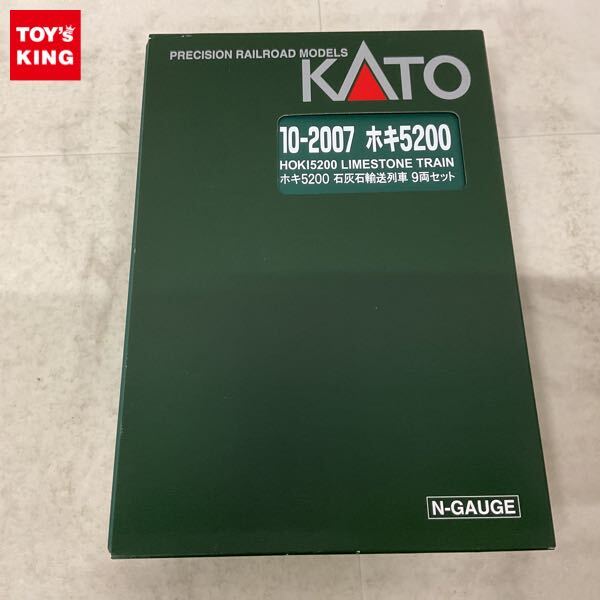 TOY'S
KING
PRECISION RAILROAD MODELS
KATO
10-2007 ホキ5200
HOKI5200 LIMESTONE TRAIN
ホキ5200 石灰石輸送列車 9両セット
N-GAUGE